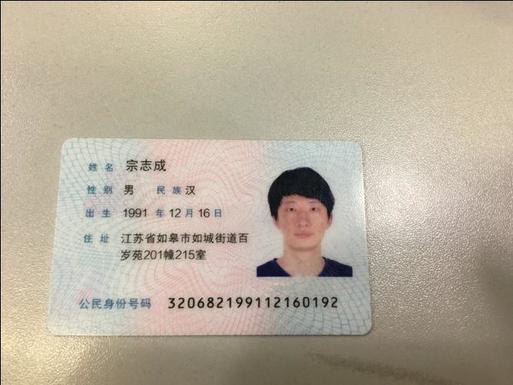 姓名 宗志成
性别 男 民族 汉
出生 1991 年 12 月 16 日
住址 江苏省如皋市如城街道百
岁苑201幢215室
公民身份号码 320682199112160192